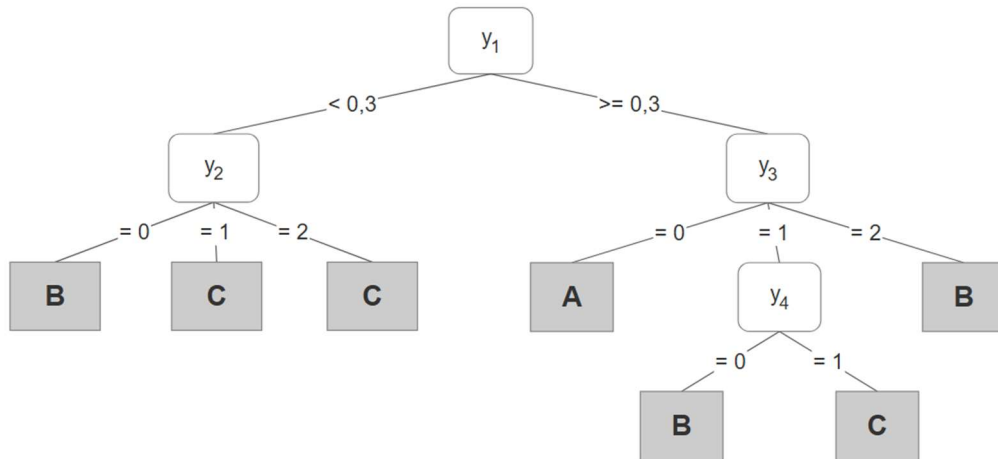 y₁
< 0,3 >= 0,3
y₂ y₃
= 0 = 1 = 2 = 0 = 1 = 2
B C C A y₄ B
= 0 = 1
B C